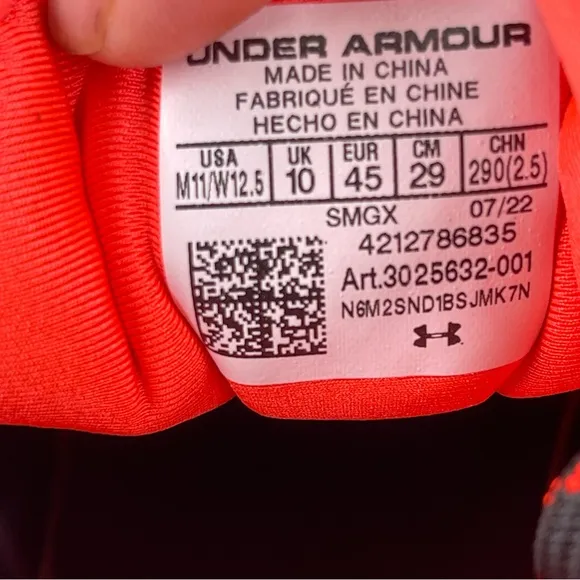 UNDER ARMOUR
MADE IN CHINA
FABRIQUÉ EN CHINE
HECHO EN CHINA
USA UK EUR CM CHN
M11/W12.5 10 45 29 290(2.5)
SMGX 07/22
4212786835
Art.3025632-001
N6M2SND1BSJMK7N